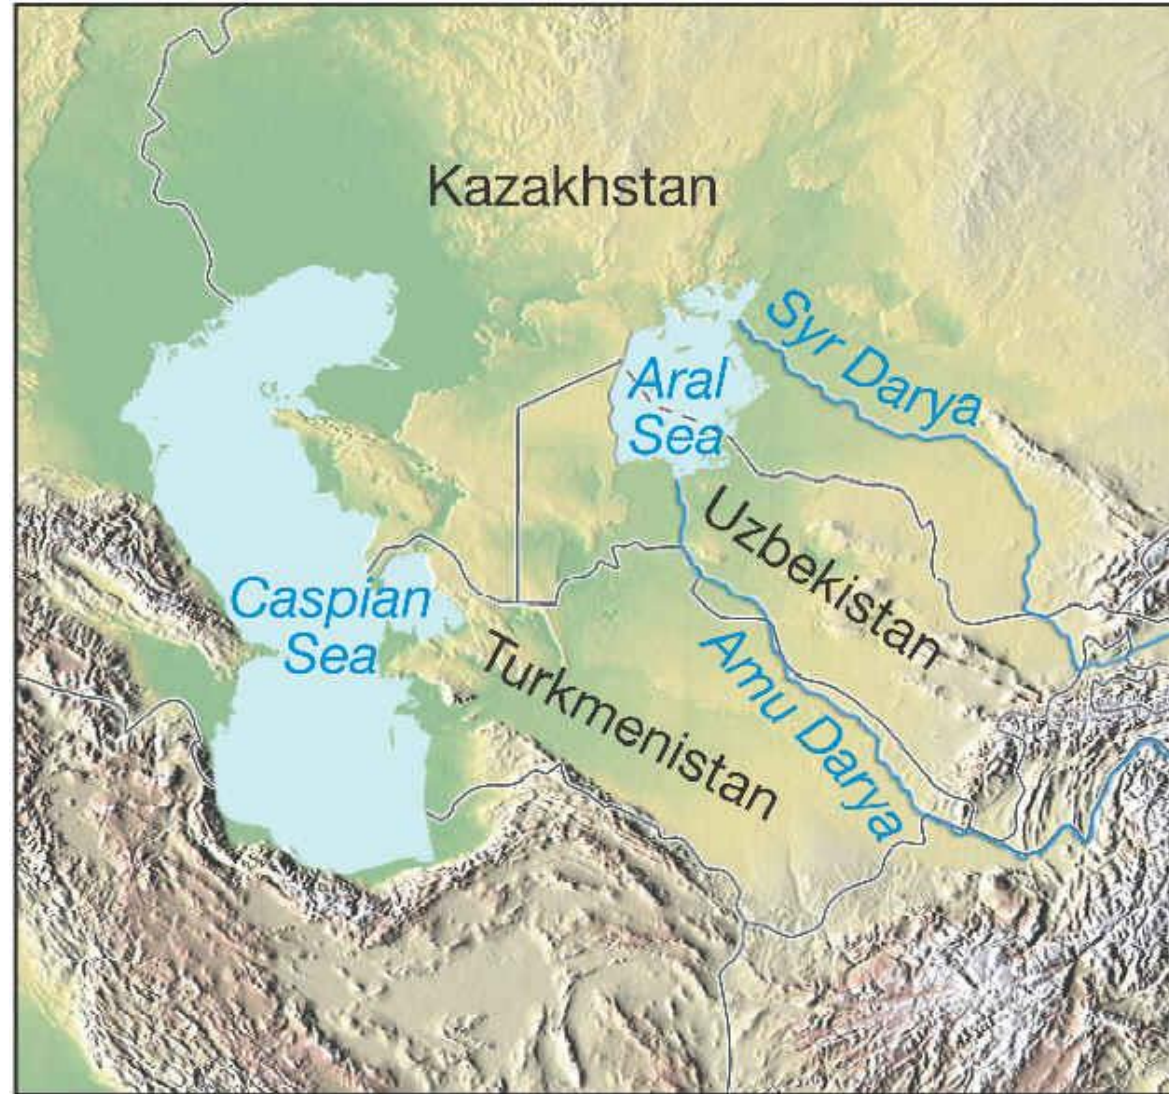 Kazakhstan
Syr Darya
Aral
Sea
Uzbekistan
Caspian
Sea
Turkmenistan
Amu Darya